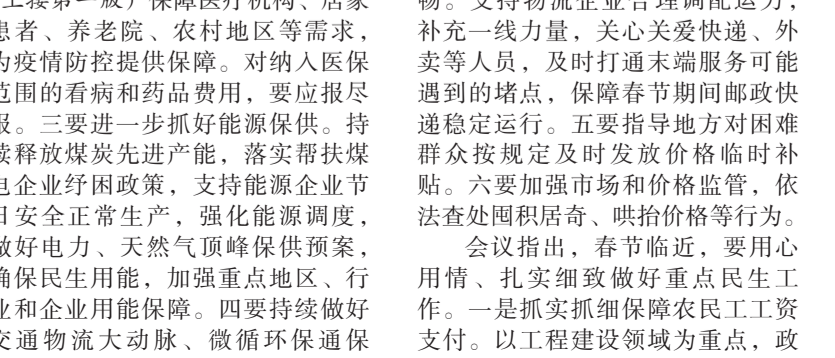 上接第一版）保障医疗机构、居家
患者、养老院、农村地区等需求，
为疫情防控提供保障。对纳入医保
范围的看病和药品费用，要应报尽
报。三要进一步抓好能源保供。持
续释放煤炭先进产能，落实帮扶煤
电企业纾困政策，支持能源企业节
日安全正常生产，强化能源调度，
做好电力、天然气顶峰保供预案，
确保民生用能，加强重点地区、行
业和企业用能保障。四要持续做好
交通物流大动脉、微循环保通保
畅。支持物流企业合理调配运力，
补充一线力量，关心关爱快递、外
卖等人员，及时打通末端服务可能
遇到的堵点，保障春节期间邮政快
递稳定运行。五要指导地方对困难
群众按规定及时发放价格临时补
贴。六要加强市场和价格监管，依
法查处囤积居奇、哄抬价格等行为。
会议指出，春节临近，要用心
用情、扎实细致做好重点民生工
作。一是抓实抓细保障农民工工资
支付。以工程建设领域为重点，政